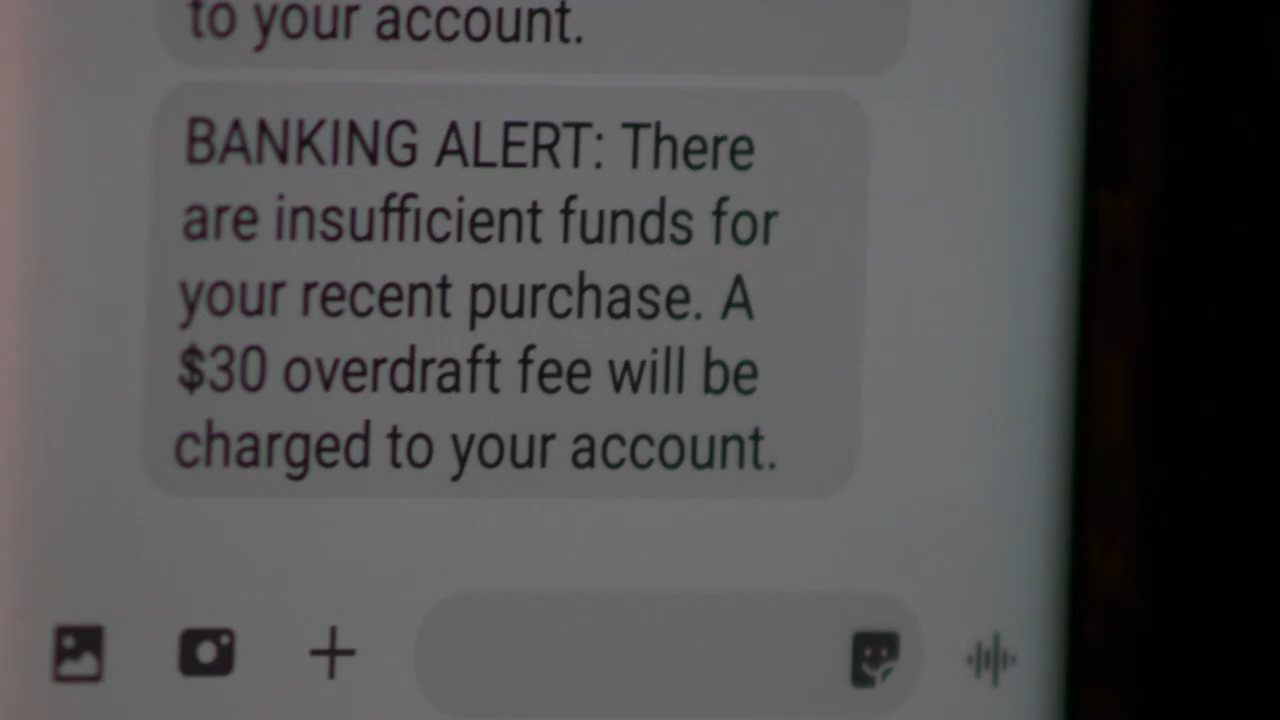 to your account.
BANKING ALERT: There
are insufficient funds for
your recent purchase. A
$30 overdraft fee will be
charged to your account.